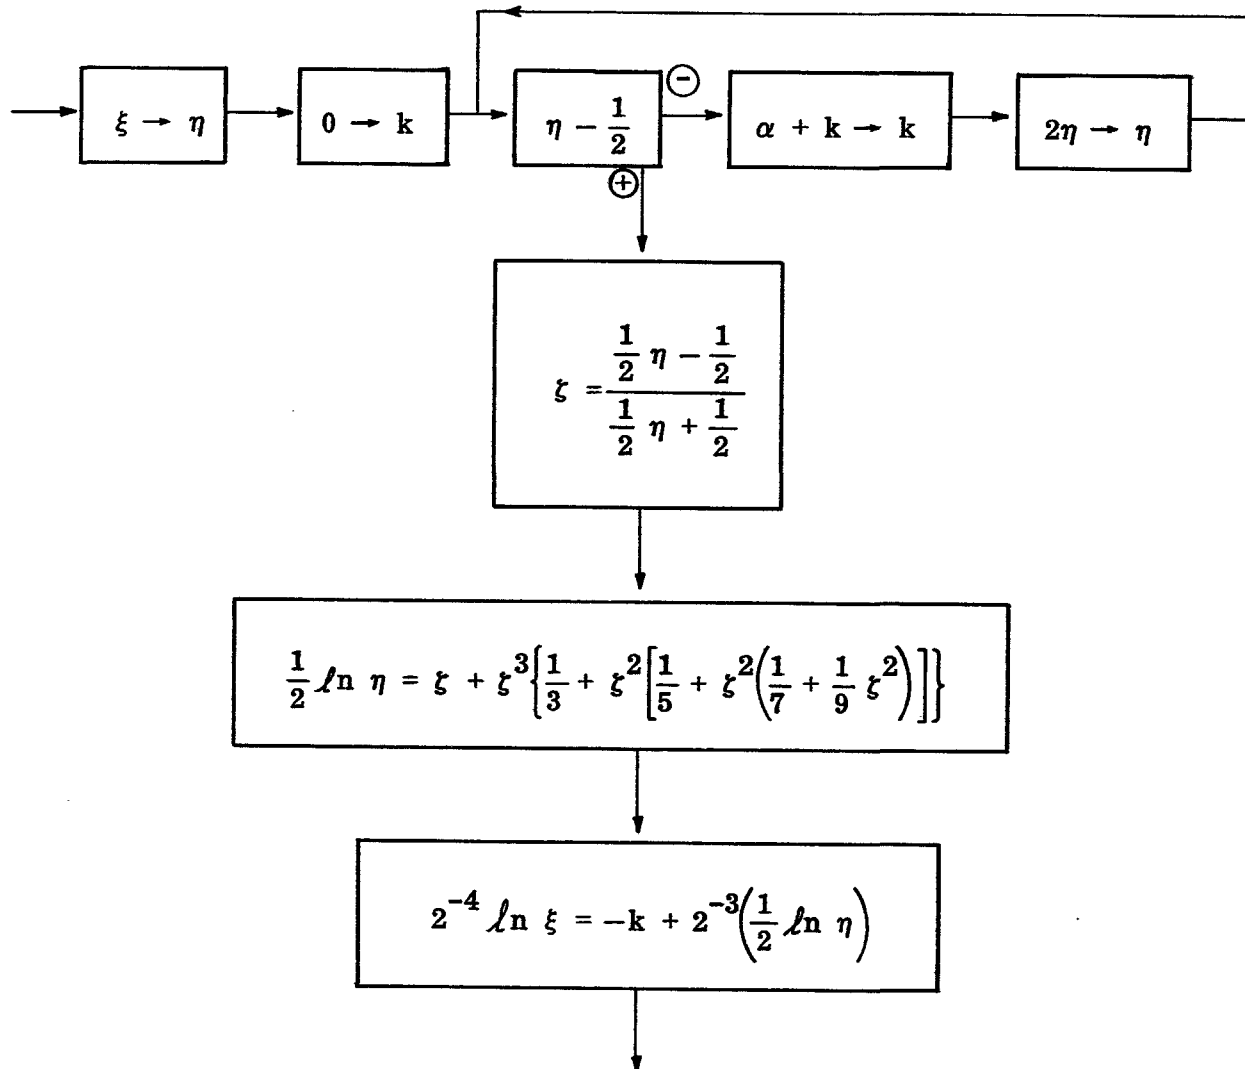 ξ → η
0 → k
η − 1/2
⊖
α + k → k
2η → η
⊕
ζ = (1/2 η − 1/2) / (1/2 η + 1/2)
1/2 ℓn η = ζ + ζ^3{1/3 + ζ^2[1/5 + ζ^2(1/7 + 1/9 ζ^2)]}
2^−4 ℓn ξ = −k + 2^−3(1/2 ℓn η)